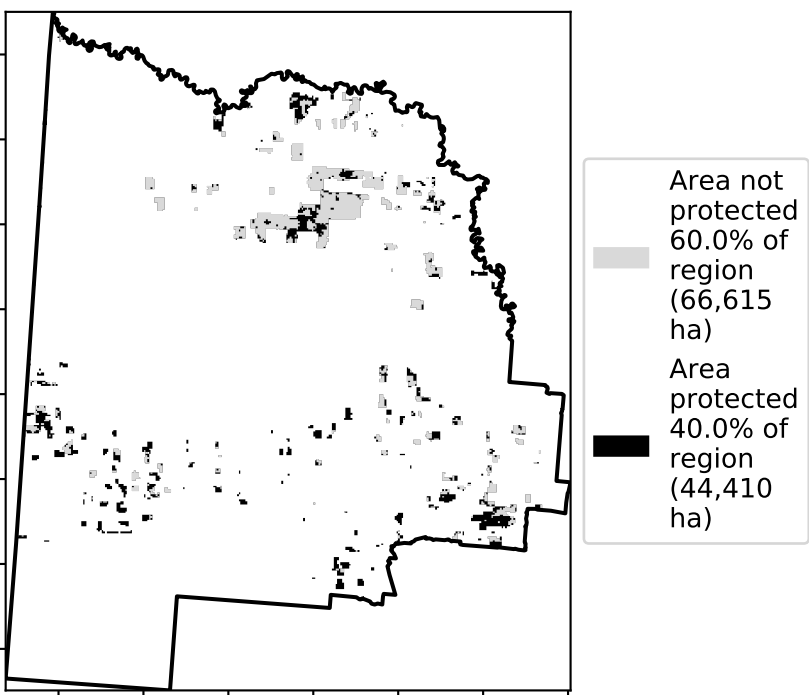 Area not
protected
60.0% of
region
(66,615
ha)
Area
protected
40.0% of
region
(44,410
ha)